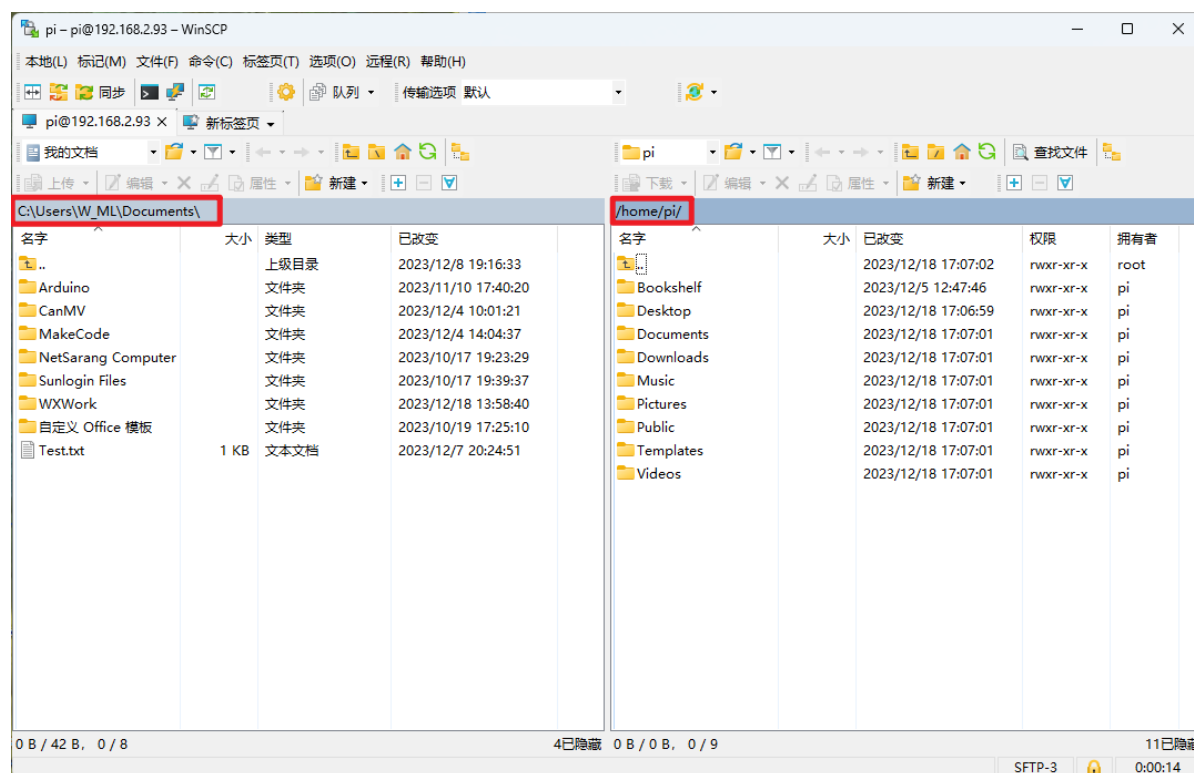 pi – pi@192.168.2.93 – WinSCP
本地(L) 标记(M) 文件(F) 命令(C) 标签页(T) 选项(O) 远程(R) 帮助(H)
同步 队列 传输选项 默认
pi@192.168.2.93 × 新标签页
我的文档 pi 查找文件
上传 编辑 属性 新建 下载 编辑 属性 新建
C:\Users\W_ML\Documents\ /home/pi/
名字 大小 类型 已改变 名字 大小 已改变 权限 拥有者
.. 上级目录 2023/12/8 19:16:33 .. 2023/12/18 17:07:02 rwxr-xr-x root
Arduino 文件夹 2023/11/10 17:40:20 Bookshelf 2023/12/5 12:47:46 rwxr-xr-x pi
CanMV 文件夹 2023/12/4 10:01:21 Desktop 2023/12/18 17:06:59 rwxr-xr-x pi
MakeCode 文件夹 2023/12/4 14:04:37 Documents 2023/12/18 17:07:01 rwxr-xr-x pi
NetSarang Computer 文件夹 2023/10/17 19:23:29 Downloads 2023/12/18 17:07:01 rwxr-xr-x pi
Sunlogin Files 文件夹 2023/10/17 19:39:37 Music 2023/12/18 17:07:01 rwxr-xr-x pi
WXWork 文件夹 2023/12/18 13:58:40 Pictures 2023/12/18 17:07:01 rwxr-xr-x pi
自定义 Office 模板 文件夹 2023/10/19 17:25:10 Public 2023/12/18 17:07:01 rwxr-xr-x pi
Test.txt 1 KB 文本文档 2023/12/7 20:24:51 Templates 2023/12/18 17:07:01 rwxr-xr-x pi
Videos 2023/12/18 17:07:01 rwxr-xr-x pi
0 B / 42 B, 0 / 8 4已隐藏 0 B / 0 B, 0 / 9 11已隐藏
SFTP-3 0:00:14